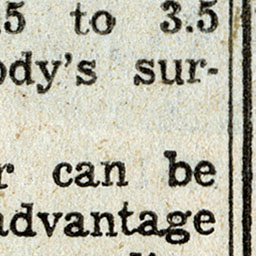 .5 to 3.5
ody's sur-
r can be
advantage